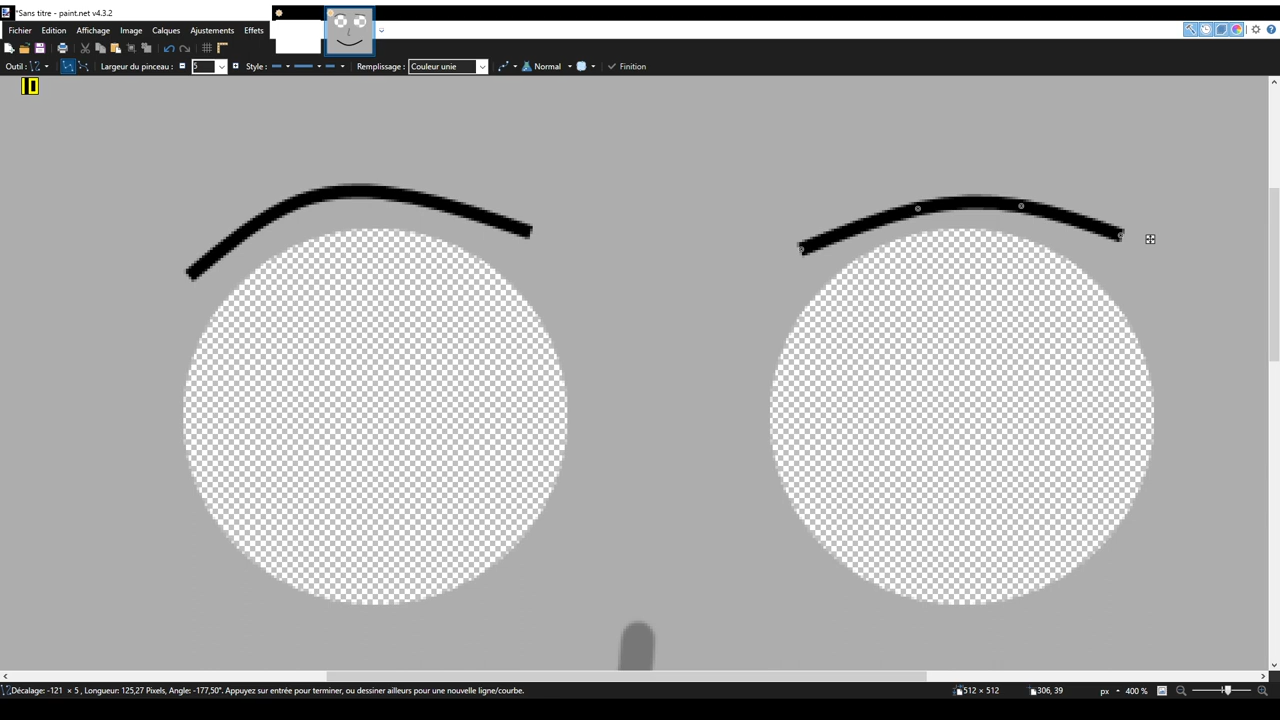 *Sans titre - paint.net v4.3.2
Fichier Edition Affichage Image Calques Ajustements Effets
Outil : Largeur du pinceau : 5 Style : Remplissage : Couleur unie Normal Finition
10
Décalage: -121 × 5, Longueur: 125,27 Pixels, Angle: -177,50°. Appuyez sur entrée pour terminer, ou dessiner ailleurs pour une nouvelle ligne/courbe. 512 × 512 306, 39 px 400 %